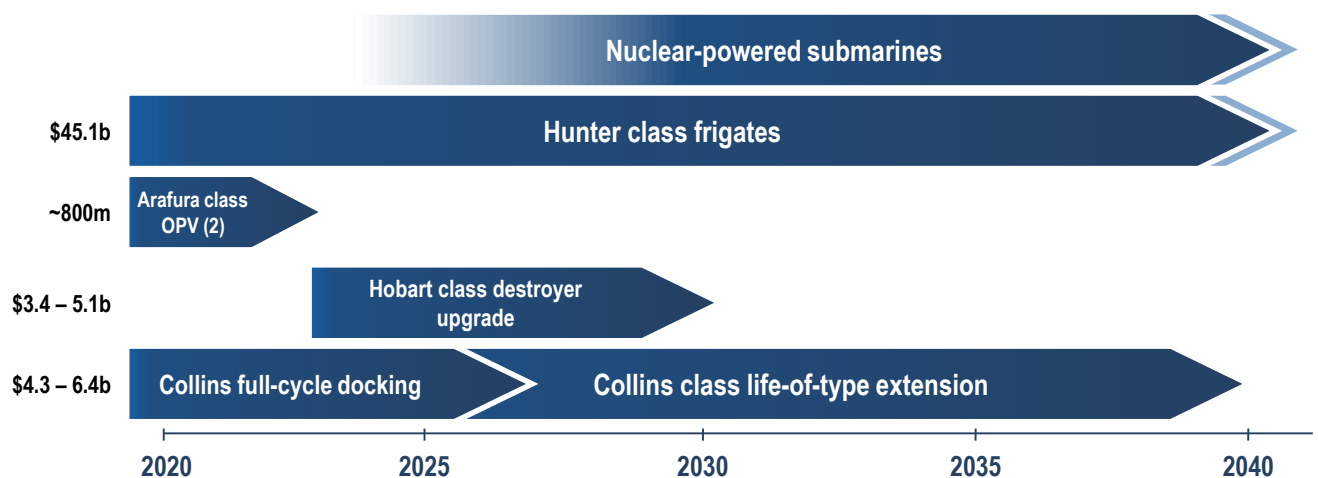 Nuclear-powered submarines
$45.1b
Hunter class frigates
~800m
Arafura class
OPV (2)
$3.4 – 5.1b
Hobart class destroyer
upgrade
$4.3 – 6.4b
Collins full-cycle docking
Collins class life-of-type extension
2020
2025
2030
2035
2040